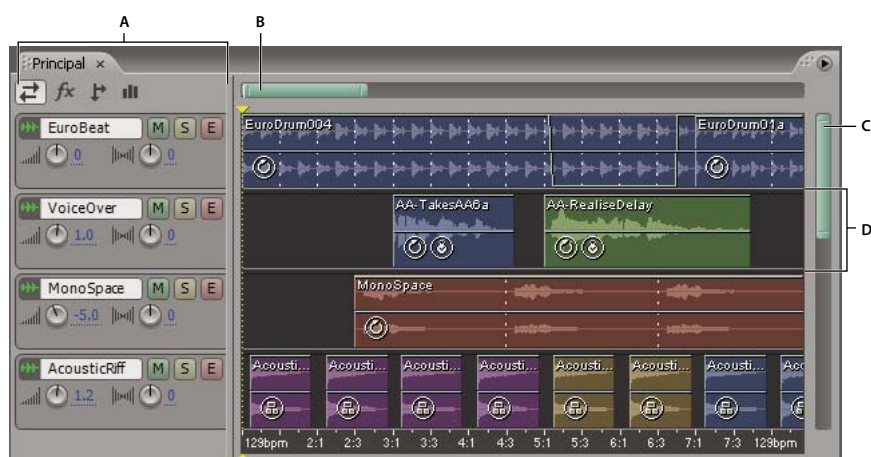 A
B
Principal ×
fx
EuroBeat M S E
0 0
EuroDrum004 EuroDrum01a
C
VoiceOver M S E
1.0 0
AA-TakesAA6a AA-RealiseDelay
D
MonoSpace M S E
-5.0 0
MonoSpace
AcousticRiff M S E
1.2 0
Acousti... Acousti... Acousti... Acousti... Acousti... Acousti... Acousti... Aco
129bpm 2:1 2:3 3:1 3:3 4:1 4:3 5:1 5:3 6:1 6:3 7:1 7:3 129bpm